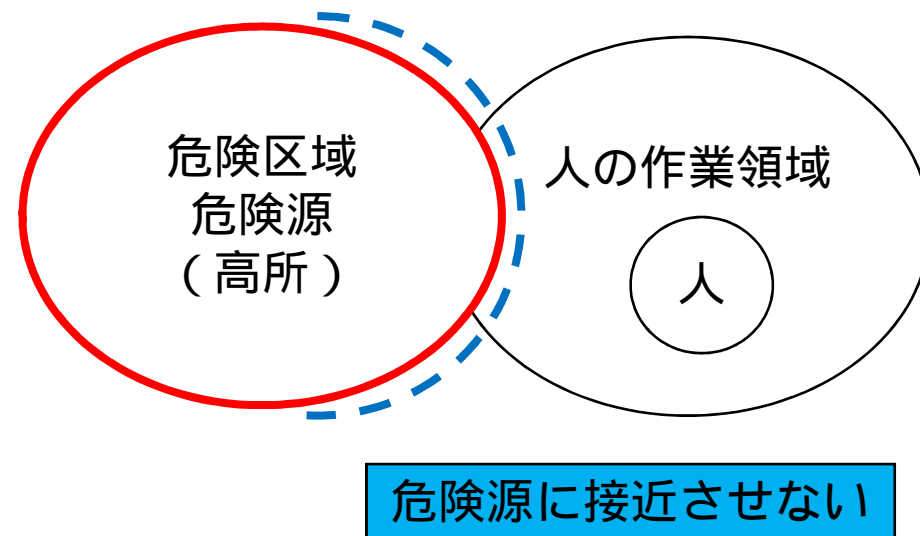 危険区域
危険源
（高所）
人の作業領域
人
危険源に接近させない